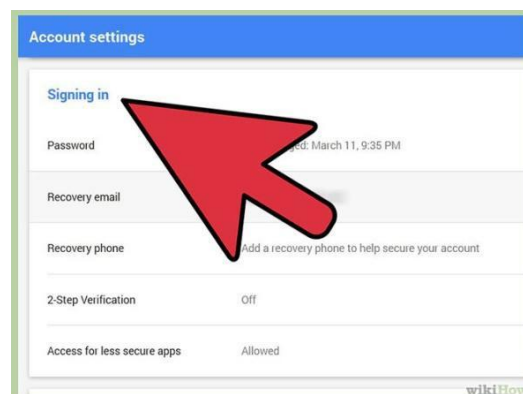 Account settings
Signing in
Password
ged: March 11, 9:35 PM
Recovery email
Recovery phone
Add a recovery phone to help secure your account
2-Step Verification
Off
Access for less secure apps
Allowed
wikiHow